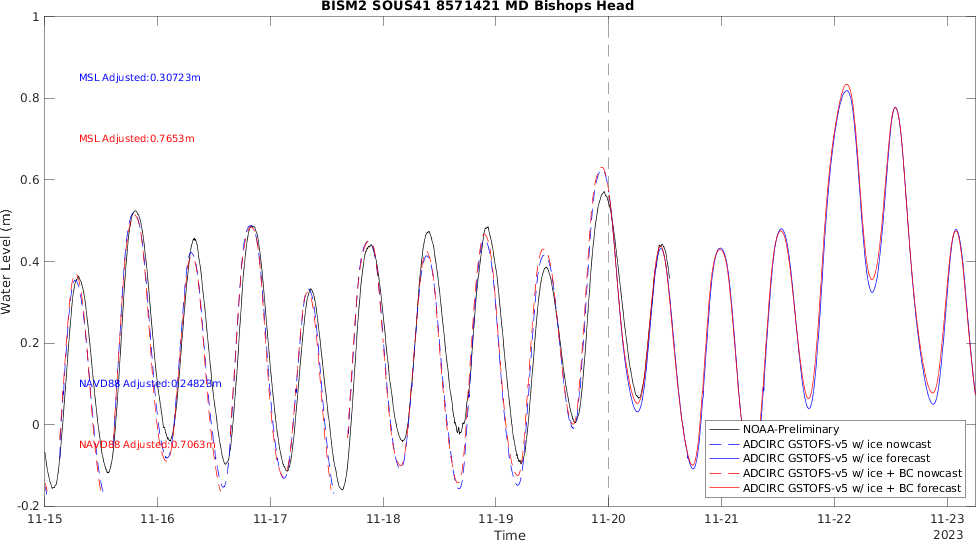 BISM2 SOUS41 8571421 MD Bishops Head
Water Level (m)
1
0.8
0.6
0.4
0.2
0
-0.2
MSL Adjusted:0.30723m
MSL Adjusted:0.7653m
NAVD88 Adjusted:0.24823m
NAVD88 Adjusted:0.7063m
NOAA-Preliminary
ADCIRC GSTOFS-v5 w/ ice nowcast
ADCIRC GSTOFS-v5 w/ ice forecast
ADCIRC GSTOFS-v5 w/ ice + BC nowcast
ADCIRC GSTOFS-v5 w/ ice + BC forecast
11-15 11-16 11-17 11-18 11-19 11-20 11-21 11-22 11-23
Time
2023